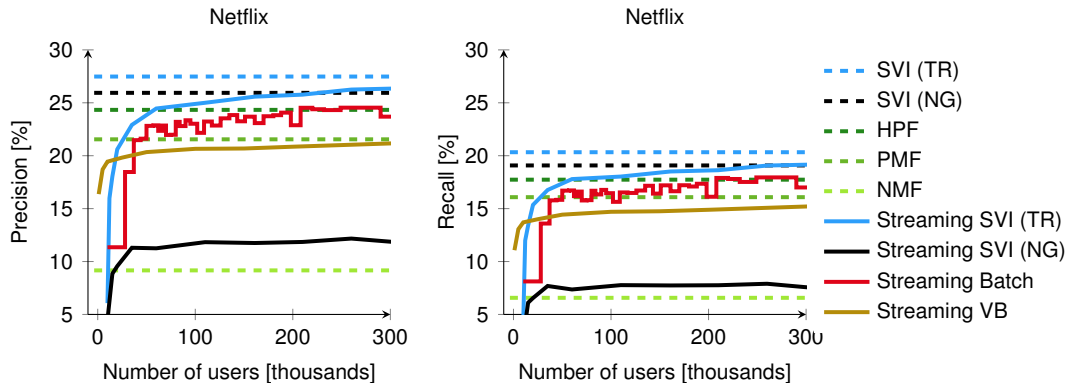 Netflix
Precision [%]
30
25
20
15
10
5
0
100
200
300
Number of users [thousands]
Netflix
Recall [%]
30
25
20
15
10
5
0
100
200
300
Number of users [thousands]
SVI (TR)
SVI (NG)
HPF
PMF
NMF
Streaming SVI (TR)
Streaming SVI (NG)
Streaming Batch
Streaming VB